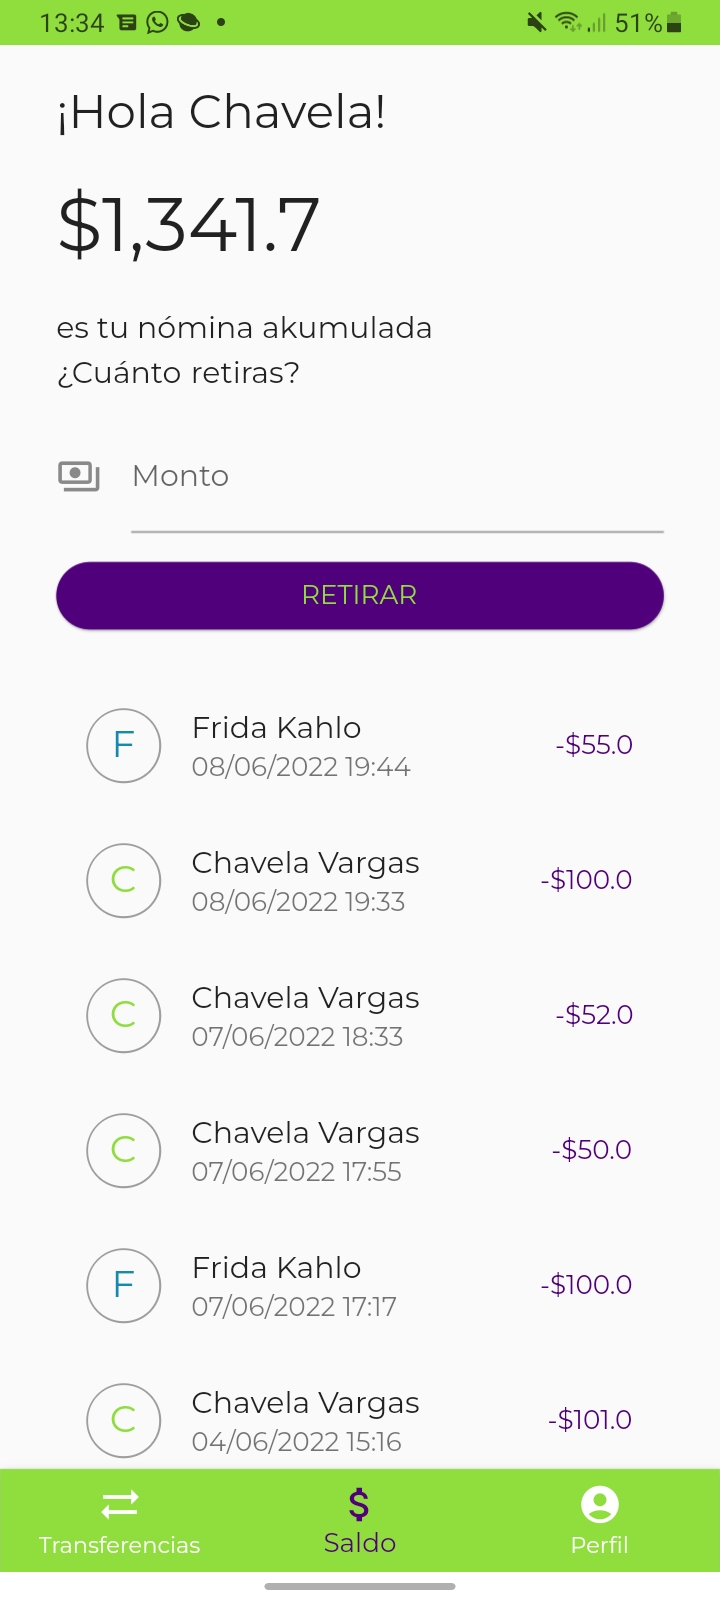 13:34
51%
¡Hola Chavela!
$1,341.7
es tu nómina akumulada
¿Cuánto retiras?
Monto
RETIRAR
F
Frida Kahlo
08/06/2022 19:44
-$55.0
C
Chavela Vargas
08/06/2022 19:33
-$100.0
C
Chavela Vargas
07/06/2022 18:33
-$52.0
C
Chavela Vargas
07/06/2022 17:55
-$50.0
F
Frida Kahlo
07/06/2022 17:17
-$100.0
C
Chavela Vargas
04/06/2022 15:16
-$101.0
Transferencias
$
Saldo
Perfil